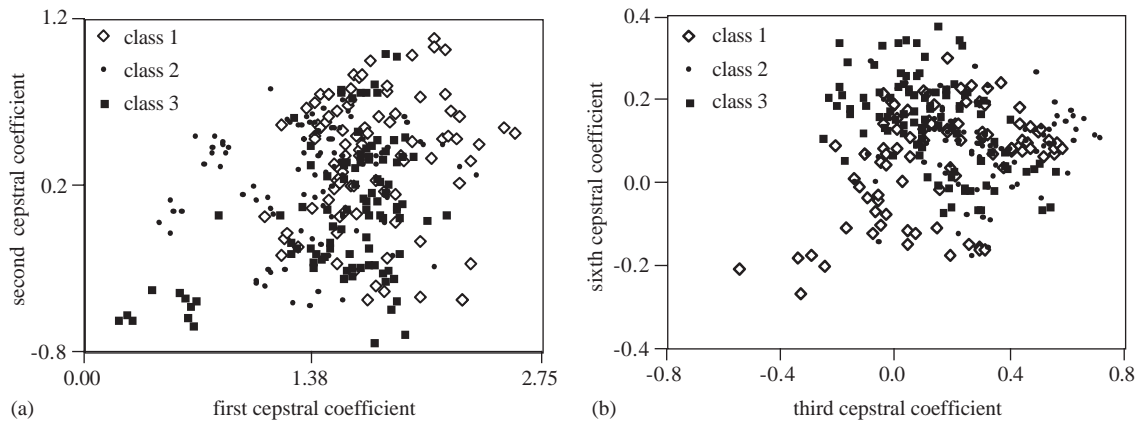 1.2
class 1
class 2
class 3
second cepstral coefficient
0.2
-0.8
0.00
1.38
2.75
(a)
first cepstral coefficient
0.4
class 1
class 2
class 3
sixth cepstral coefficient
0.2
0.0
-0.2
-0.4
-0.8
-0.4
0.0
0.4
0.8
(b)
third cepstral coefficient